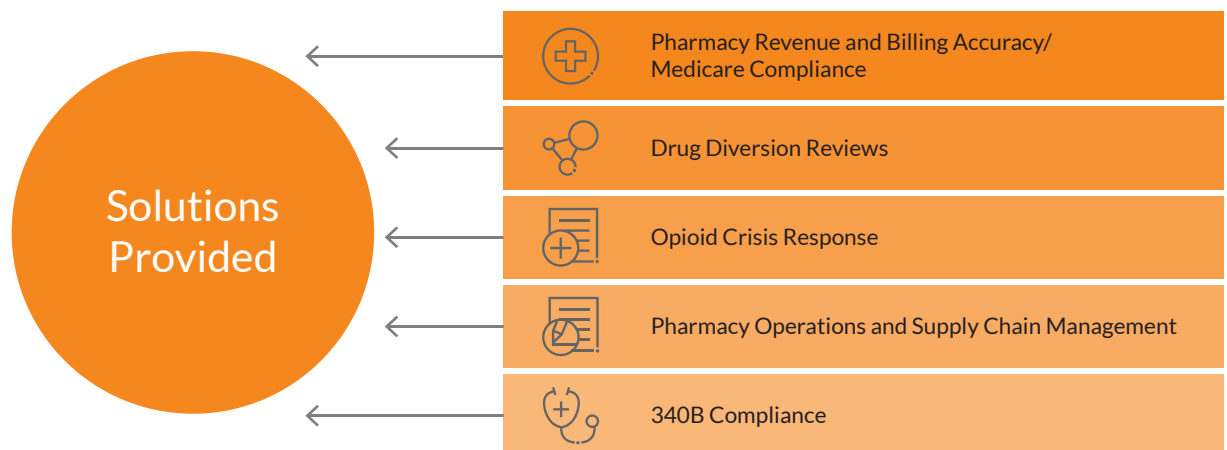 Solutions
Provided
Pharmacy Revenue and Billing Accuracy/
Medicare Compliance
Drug Diversion Reviews
Opioid Crisis Response
Pharmacy Operations and Supply Chain Management
340B Compliance